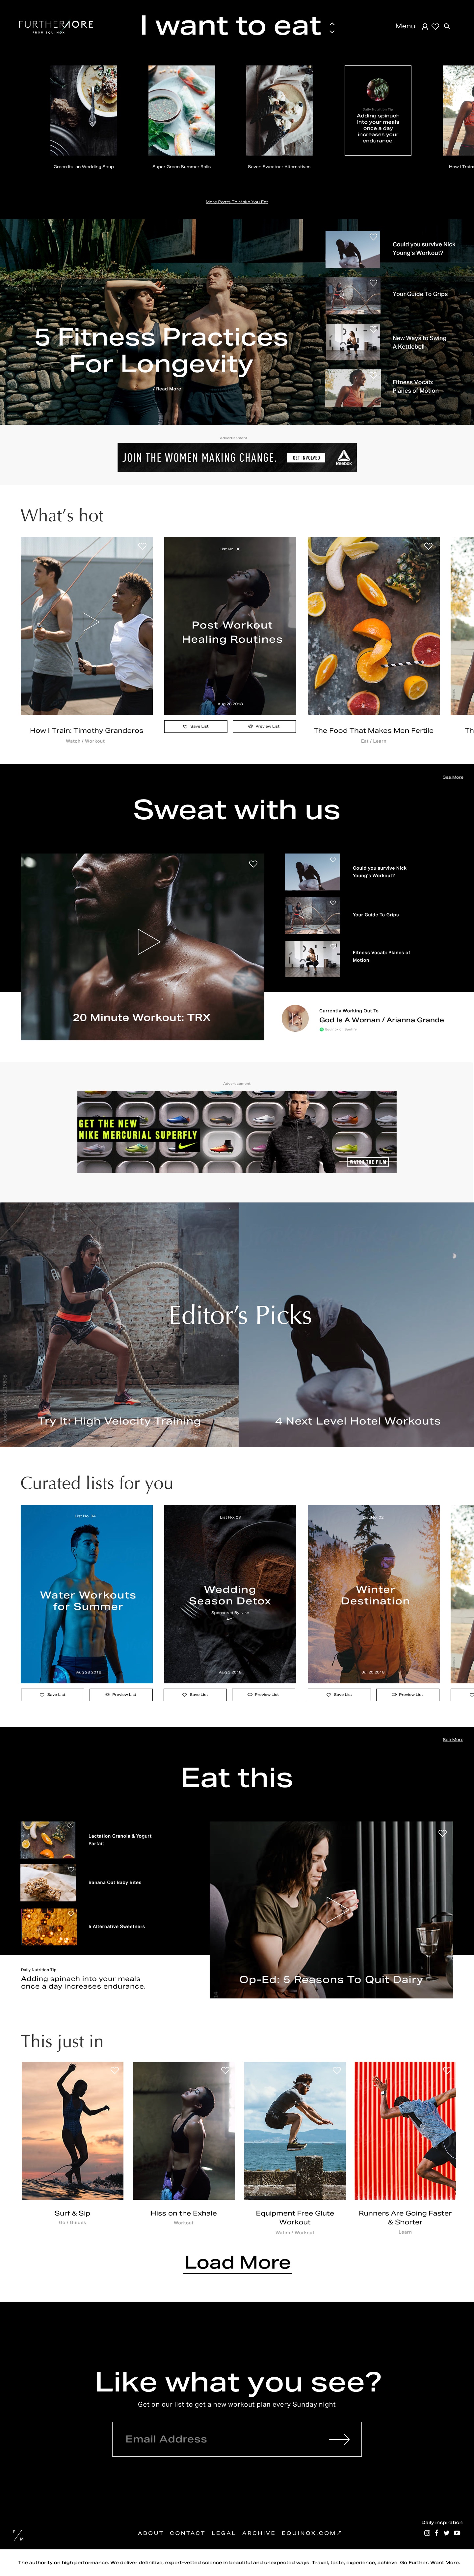 FURTHERMORE
FROM EQUINOX
I want to eat
Menu
Green Italian Wedding Soup
Super Green Summer Rolls
Seven Sweetner Alternatives
Daily Nutrition Tip
Adding spinach
into your meals
once a day
increases your
endurance.
How I Train:
More Posts To Make You Eat
5 Fitness Practices
For Longevity
/ Read More
Could you survive Nick
Young's Workout?
Your Guide To Grips
New Ways to Swing
A Kettlebell
Fitness Vocab:
Planes of Motion
Advertisement
JOIN THE WOMEN MAKING CHANGE.
GET INVOLVED
Reebok
What's hot
How I Train: Timothy Granderos
Watch / Workout
List No. 06
Post Workout
Healing Routines
Aug 28 2018
Save List
Preview List
The Food That Makes Men Fertile
Eat / Learn
Th
See More
Sweat with us
20 Minute Workout: TRX
Could you survive Nick
Young's Workout?
Your Guide To Grips
Fitness Vocab: Planes of
Motion
Currently Working Out To
God Is A Woman / Arianna Grande
Advertisement
GET THE NEW
NIKE MERCURIAL SUPERFLY
WATCH THE FILM
Editor's Picks
Try It: High Velocity Training
4 Next Level Hotel Workouts
Curated lists for you
List No. 04
Water Workouts
for Summer
Aug 28 2018
Save List
Preview List
List No. 03
Wedding
Season Detox
Sponsored By Nike
Save List
Preview List
Winter
Destination
Jul 20 2018
Save List
Preview List
See More
Eat this
Lactation Granola & Yogurt
Parfait
Banana Oat Baby Bites
5 Alternative Sweetners
Daily Nutrition Tip
Adding spinach into your meals
once a day increases endurance.
Op-Ed: 5 Reasons To Quit Dairy
This just in
Surf & Sip
Go / Guides
Hiss on the Exhale
Workout
Equipment Free Glute
Workout
Watch / Workout
Runners Are Going Faster
& Shorter
Learn
Load More
Like what you see?
Get on our list to get a new workout plan every Sunday night
Email Address
F / M
ABOUT CONTACT LEGAL ARCHIVE EQUINOX.COM
Daily inspiration
The authority on high performance. We deliver definitive, expert-vetted science in beautiful and unexpected ways. Travel, taste, experience, achieve. Go Further. Want More.